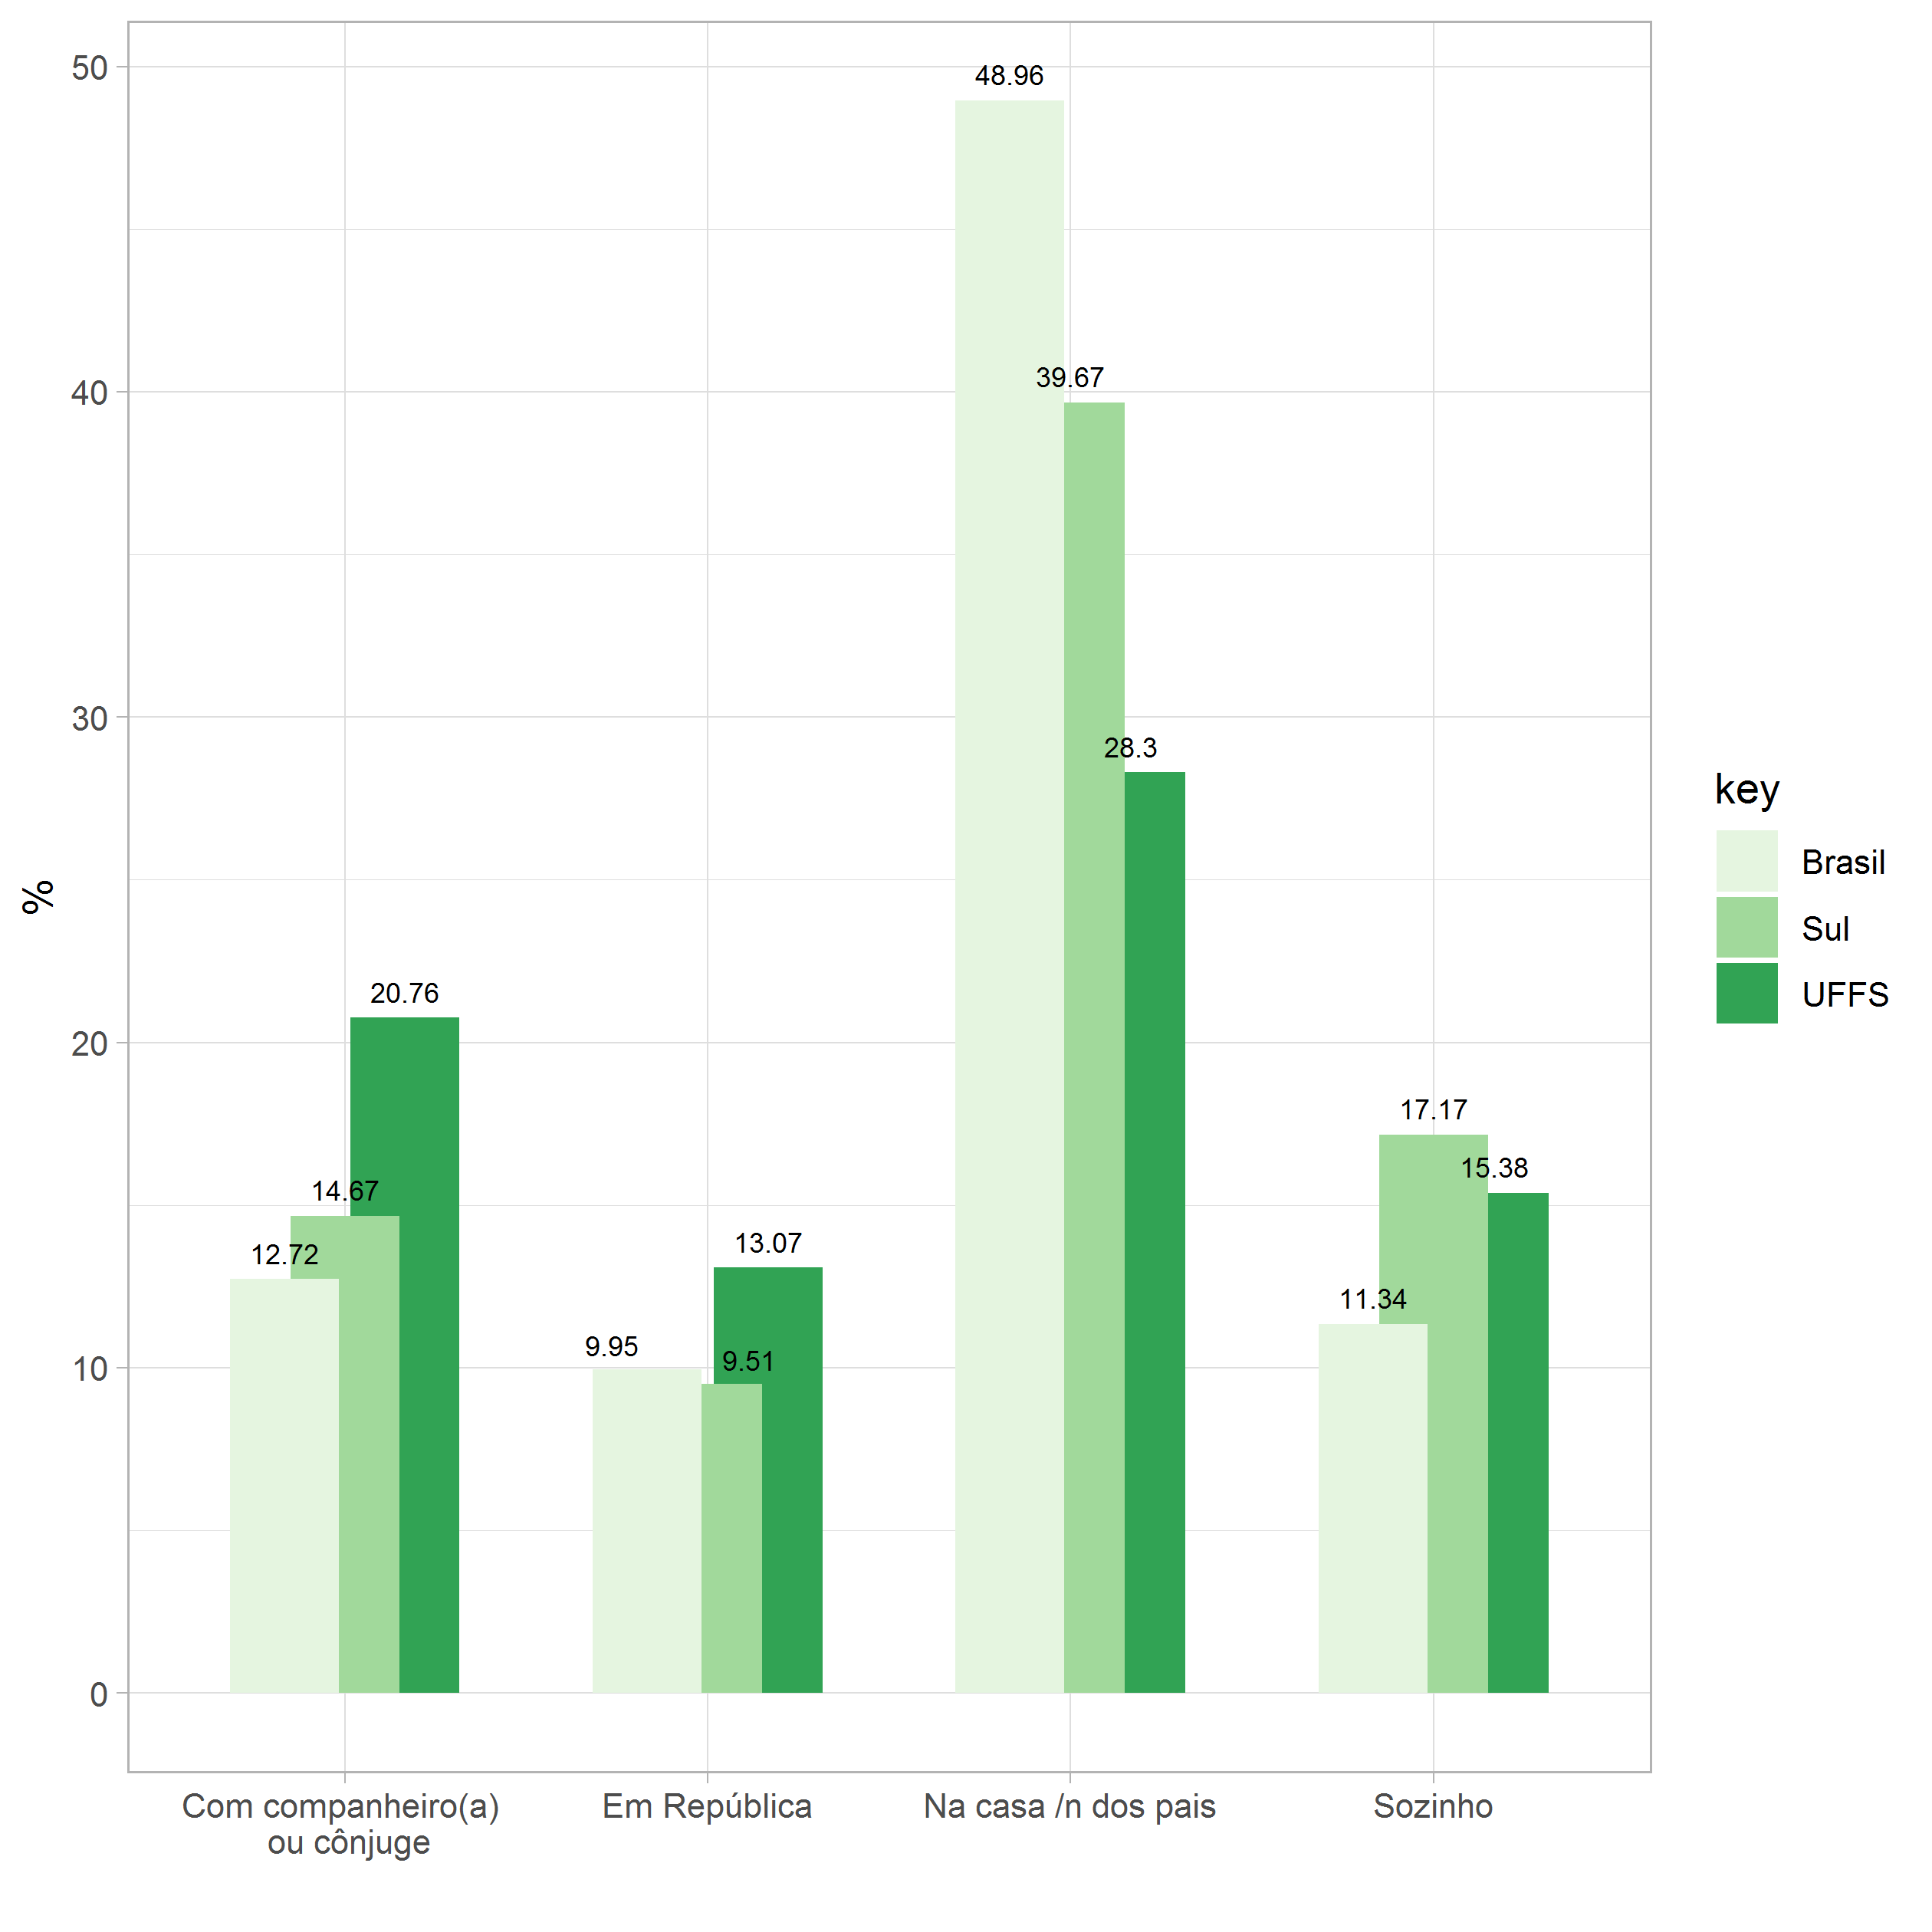 50
40
30
20
10
0
%
48.96
39.67
28.3
20.76
14.67
12.72
13.07
9.95
9.51
17.17
15.38
11.34
Com companheiro(a)
ou cônjuge
Em República
Na casa /n dos pais
Sozinho
key
Brasil
Sul
UFFS